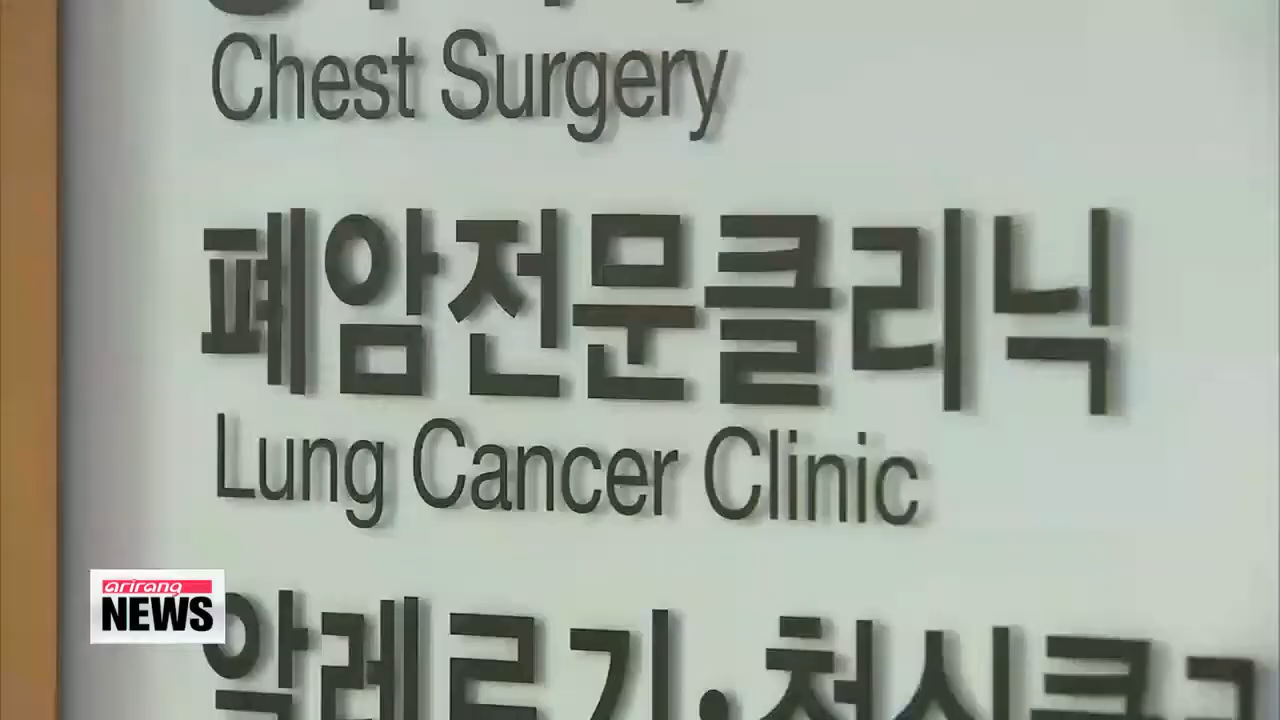 Chest Surgery
폐암전문클리닉
Lung Cancer Clinic
arirang
NEWS